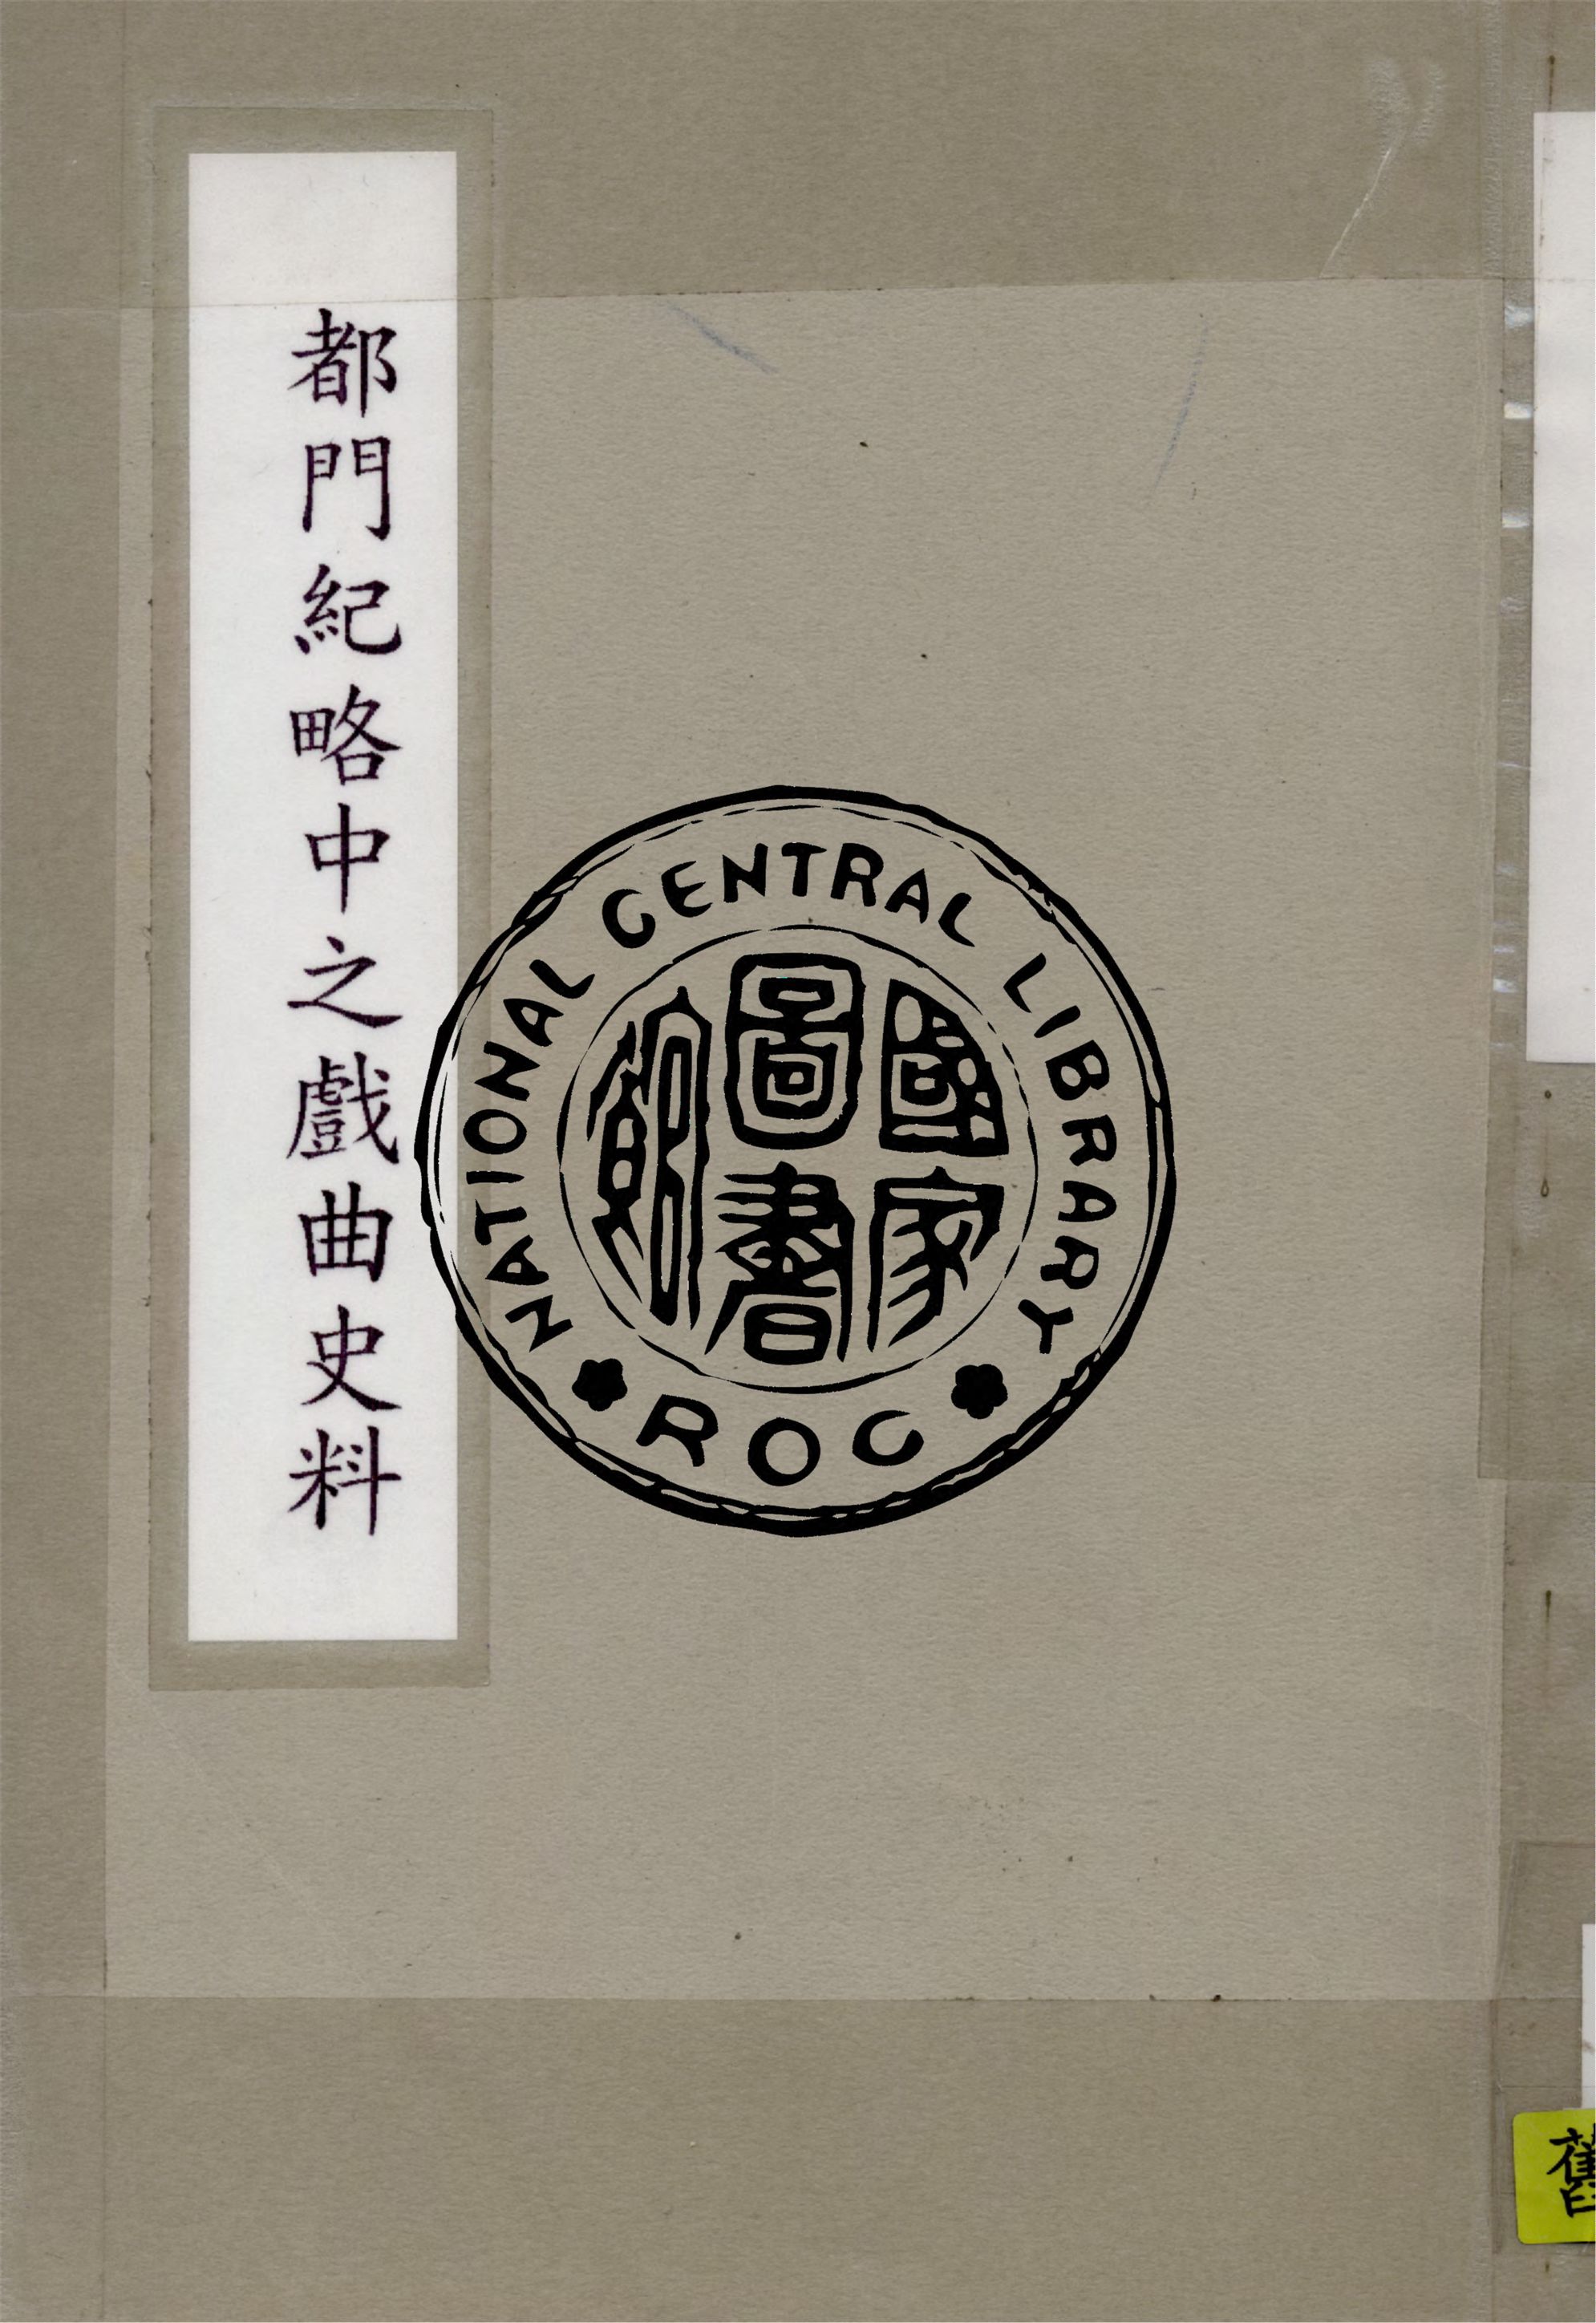 都門紀略中之戲曲史料
NATIONAL CENTRAL LIBRARY
國家
圖書
館
ROC
舊